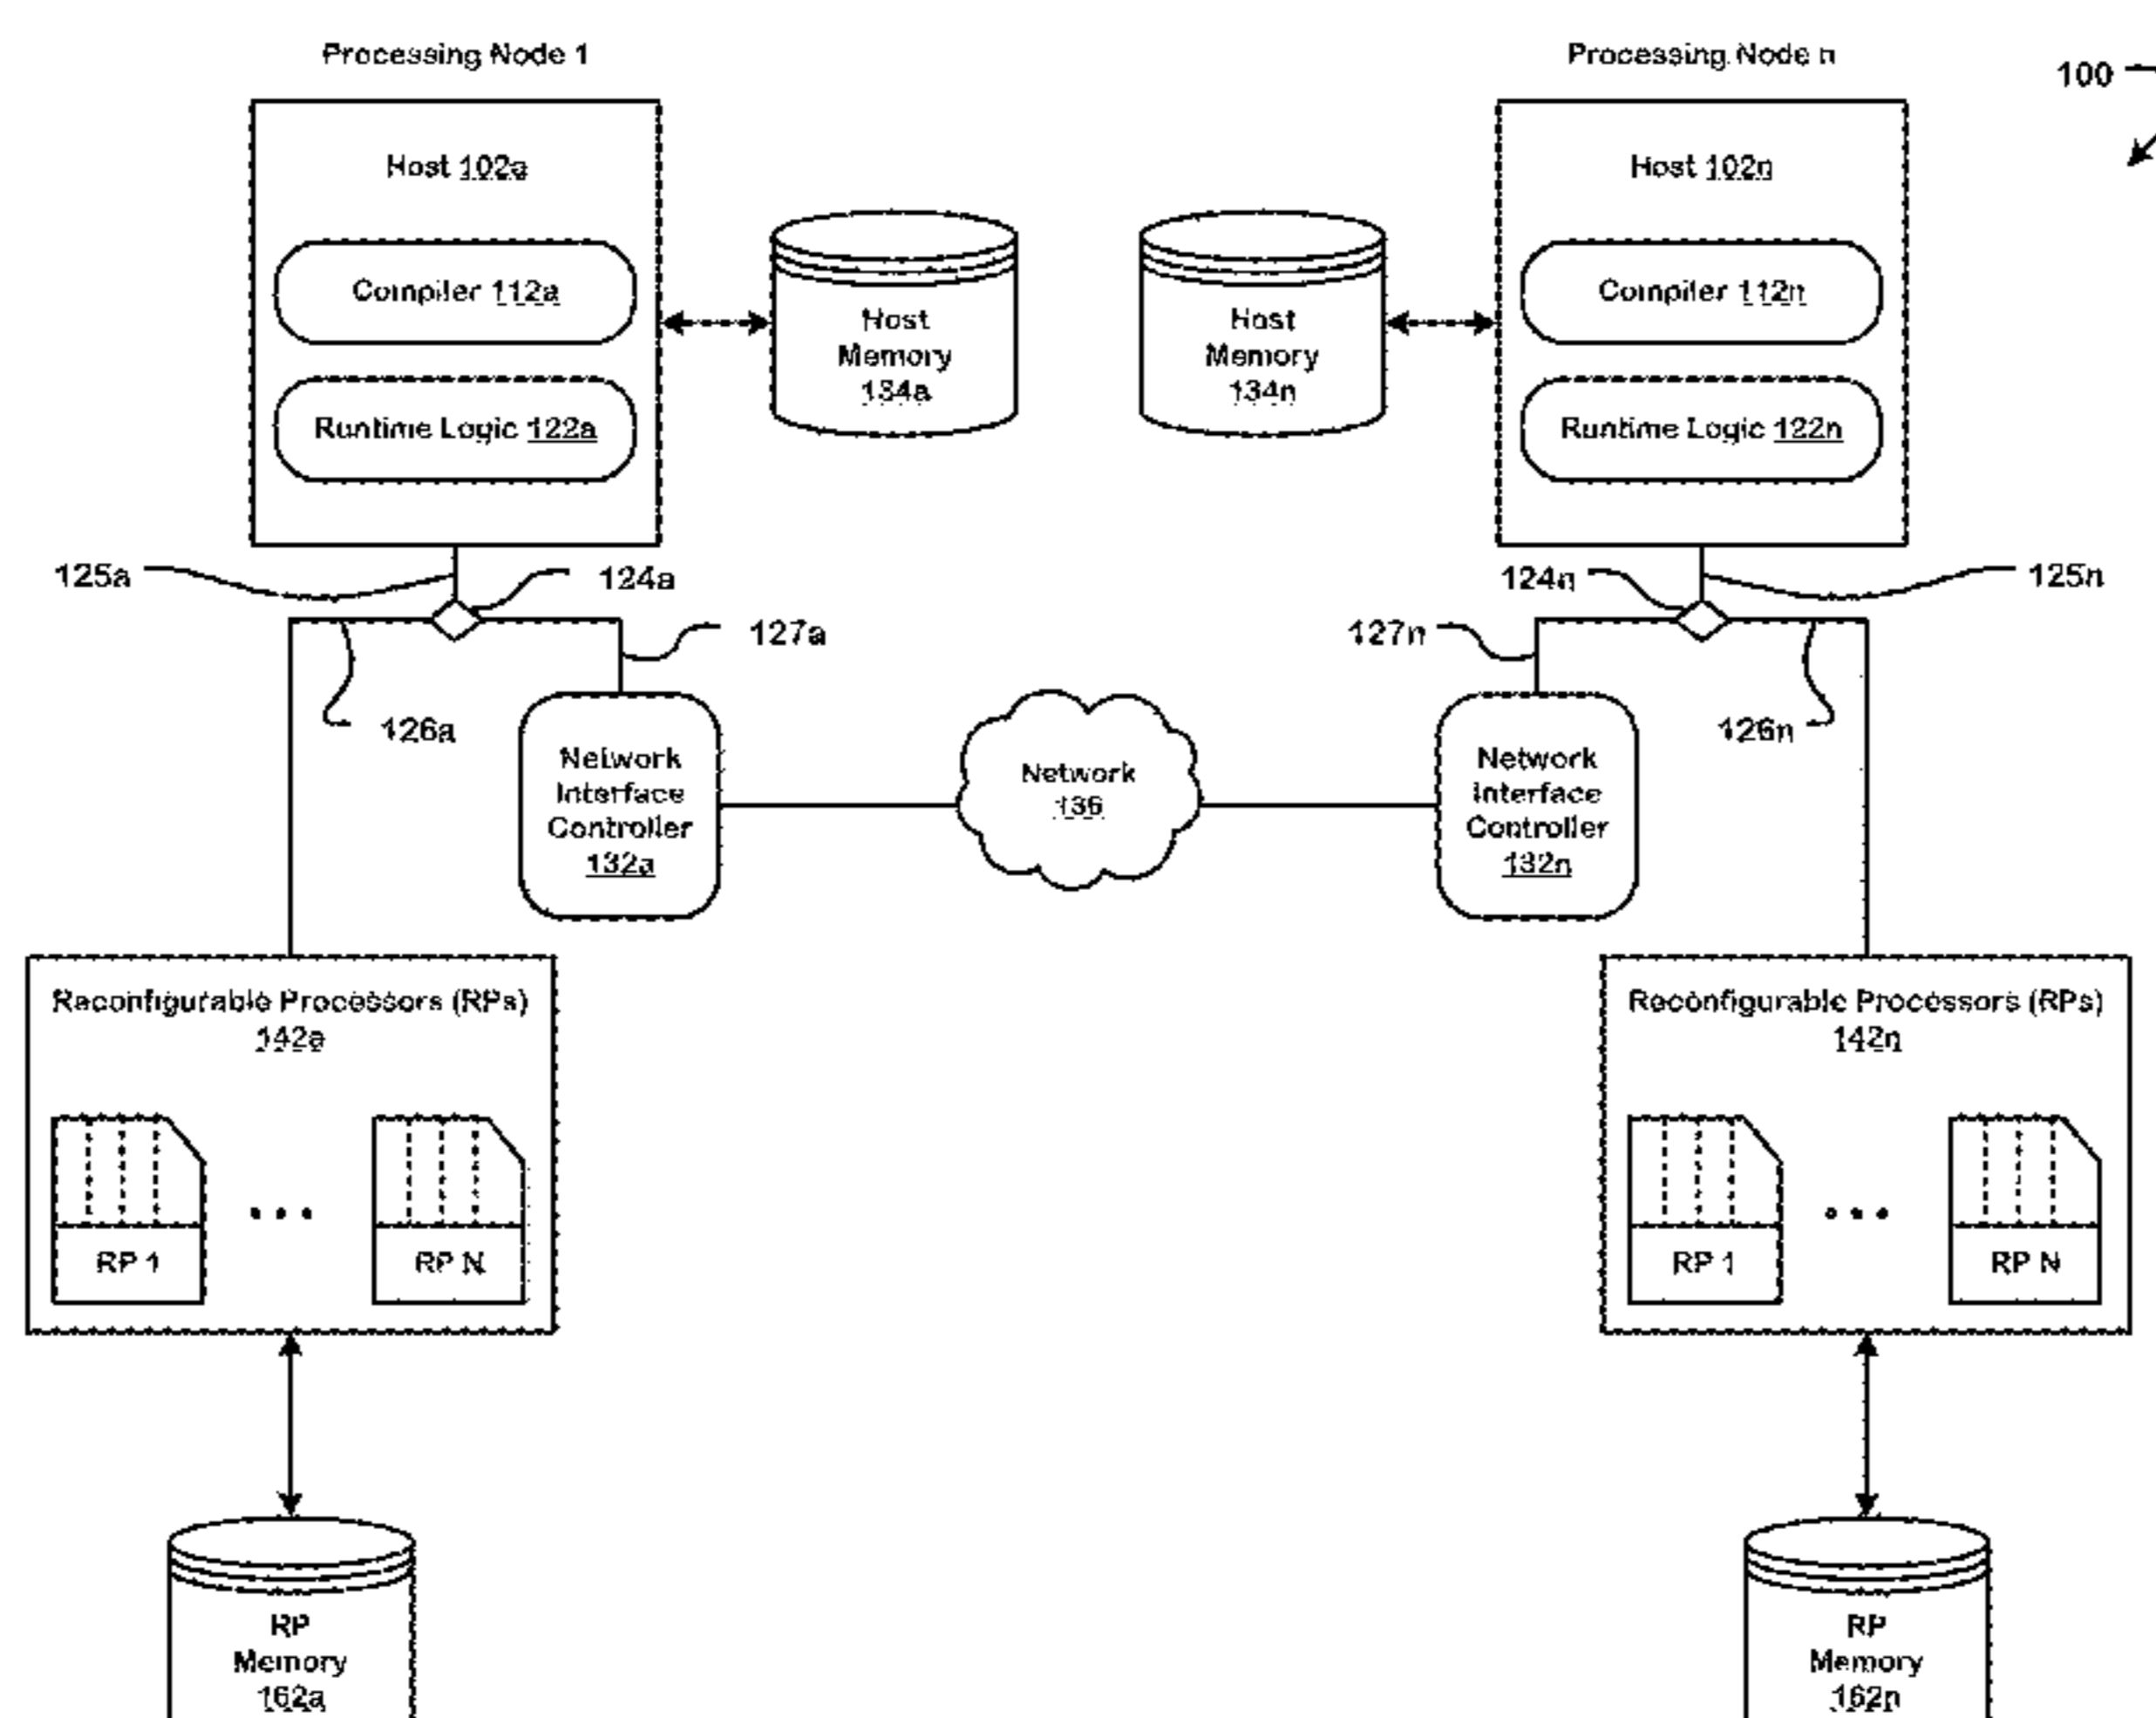 Processing Node 1
Processing Node n
100
Host 102a
Host 102n
Compiler 112a
Compiler 112n
Runtime Logic 122a
Runtime Logic 122n
Host
Memory
134a
Host
Memory
134n
125a
124a
127a
126a
124n
125n
127n
126n
Network
Interface
Controller
132a
Network
136
Network
Interface
Controller
132n
Reconfigurable Processors (RPs)
142a
RP 1
• • •
RP N
Reconfigurable Processors (RPs)
142n
RP 1
• • •
RP N
RP
Memory
162a
RP
Memory
162n